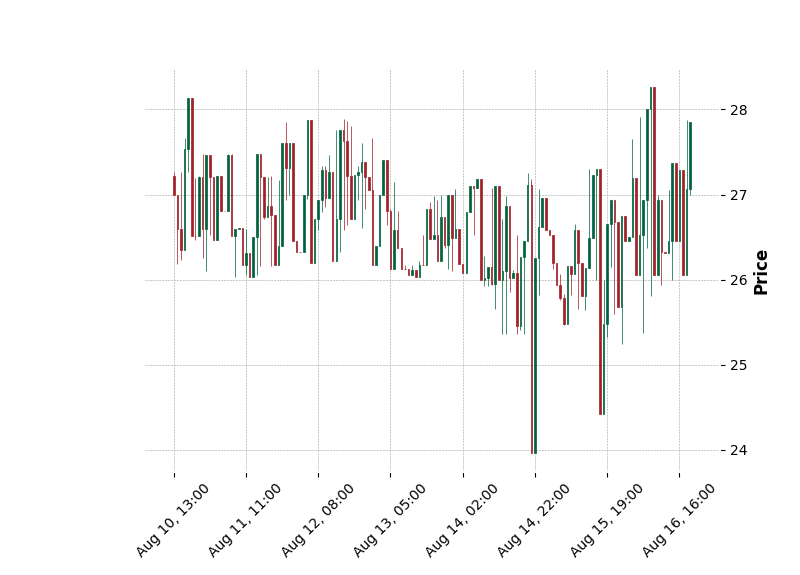 28
27
26
25
24
Price
Aug 10, 13:00
Aug 11, 11:00
Aug 12, 08:00
Aug 13, 05:00
Aug 14, 02:00
Aug 14, 22:00
Aug 15, 19:00
Aug 16, 16:00